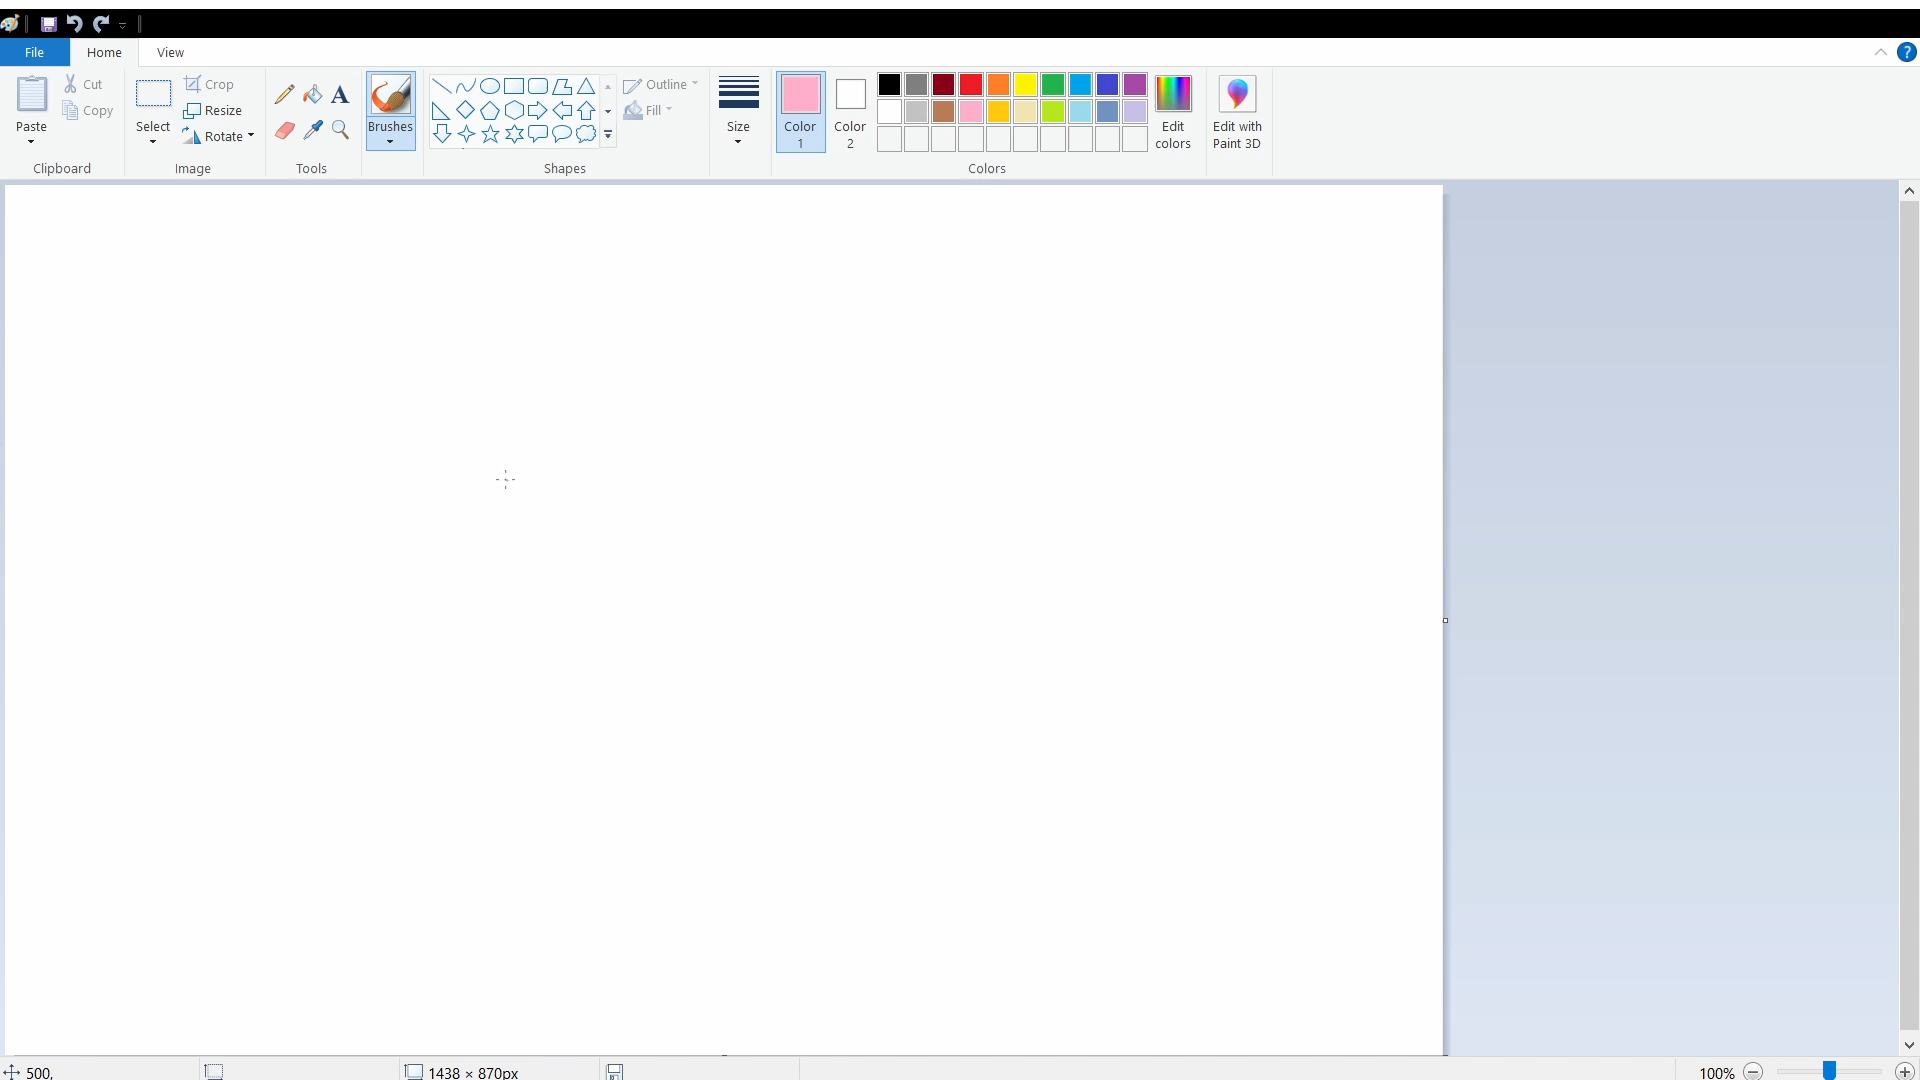 File Home View
Paste
Cut
Copy
Clipboard
Select
Crop
Resize
Rotate
Image
A
Tools
Brushes
Shapes
Outline
Fill
Size
Color
1
Color
2
Colors
Edit
colors
Edit with
Paint 3D
?
500,
1438 × 870px
100%